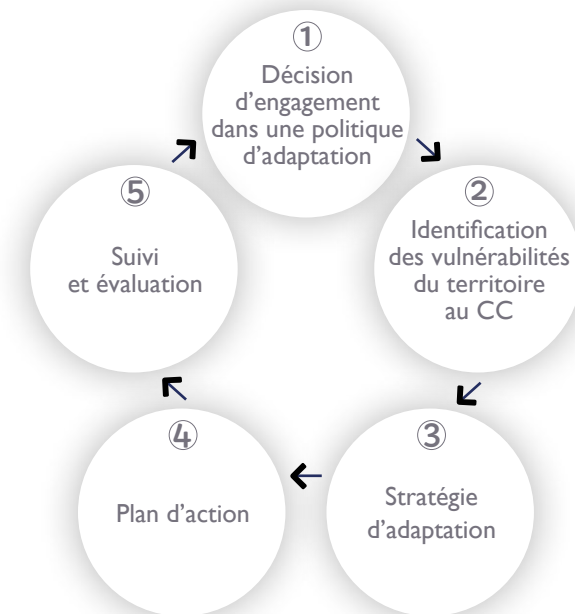 ①
Décision
d’engagement
dans une politique
d’adaptation
②
Identification
des vulnérabilités
du territoire
au CC
③
Stratégie
d’adaptation
④
Plan d’action
⑤
Suivi
et évaluation